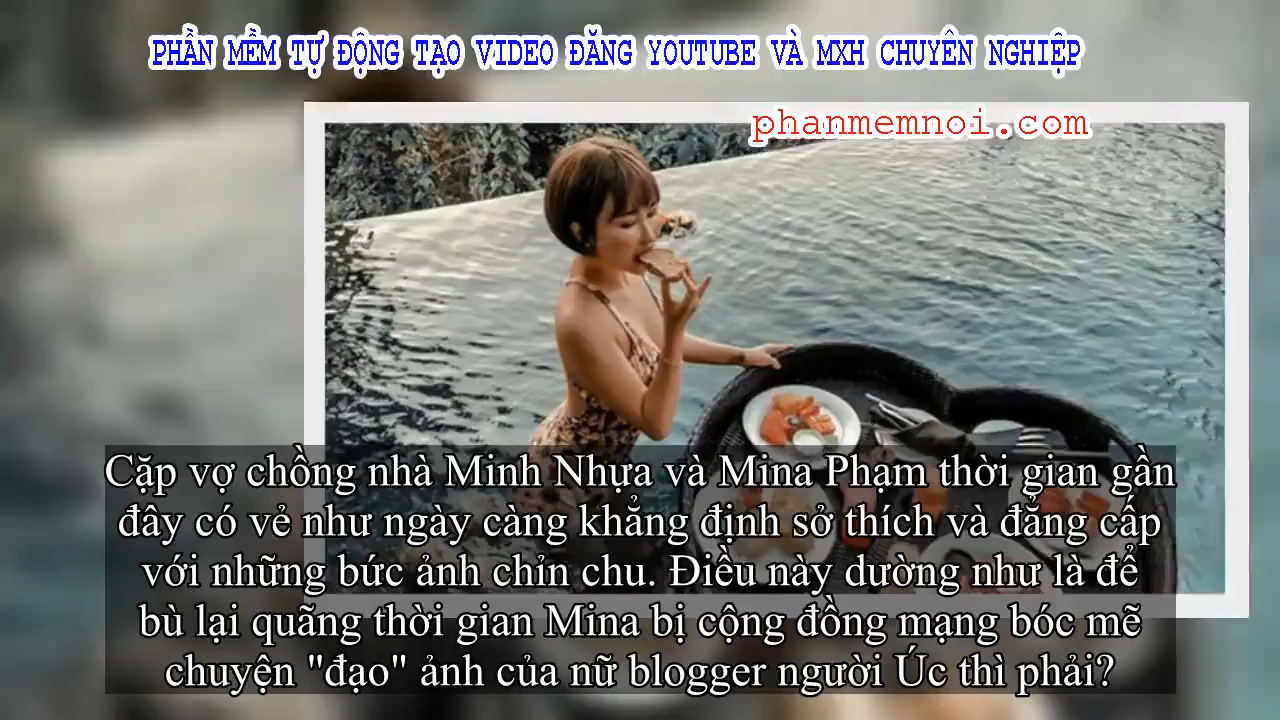 PHẦN MỀM TỰ ĐỘNG TẠO VIDEO ĐĂNG YOUTUBE VÀ MXH CHUYÊN NGHIỆP
phanmemnoi.com
Cặp vợ chồng nhà Minh Nhựa và Mina Phạm thời gian gần
đây có vẻ như ngày càng khẳng định sở thích và đẳng cấp
với những bức ảnh chỉn chu. Điều này dường như là để
bù lại quãng thời gian Mina bị cộng đồng mạng bóc mẽ
chuyện "đạo" ảnh của nữ blogger người Úc thì phải?